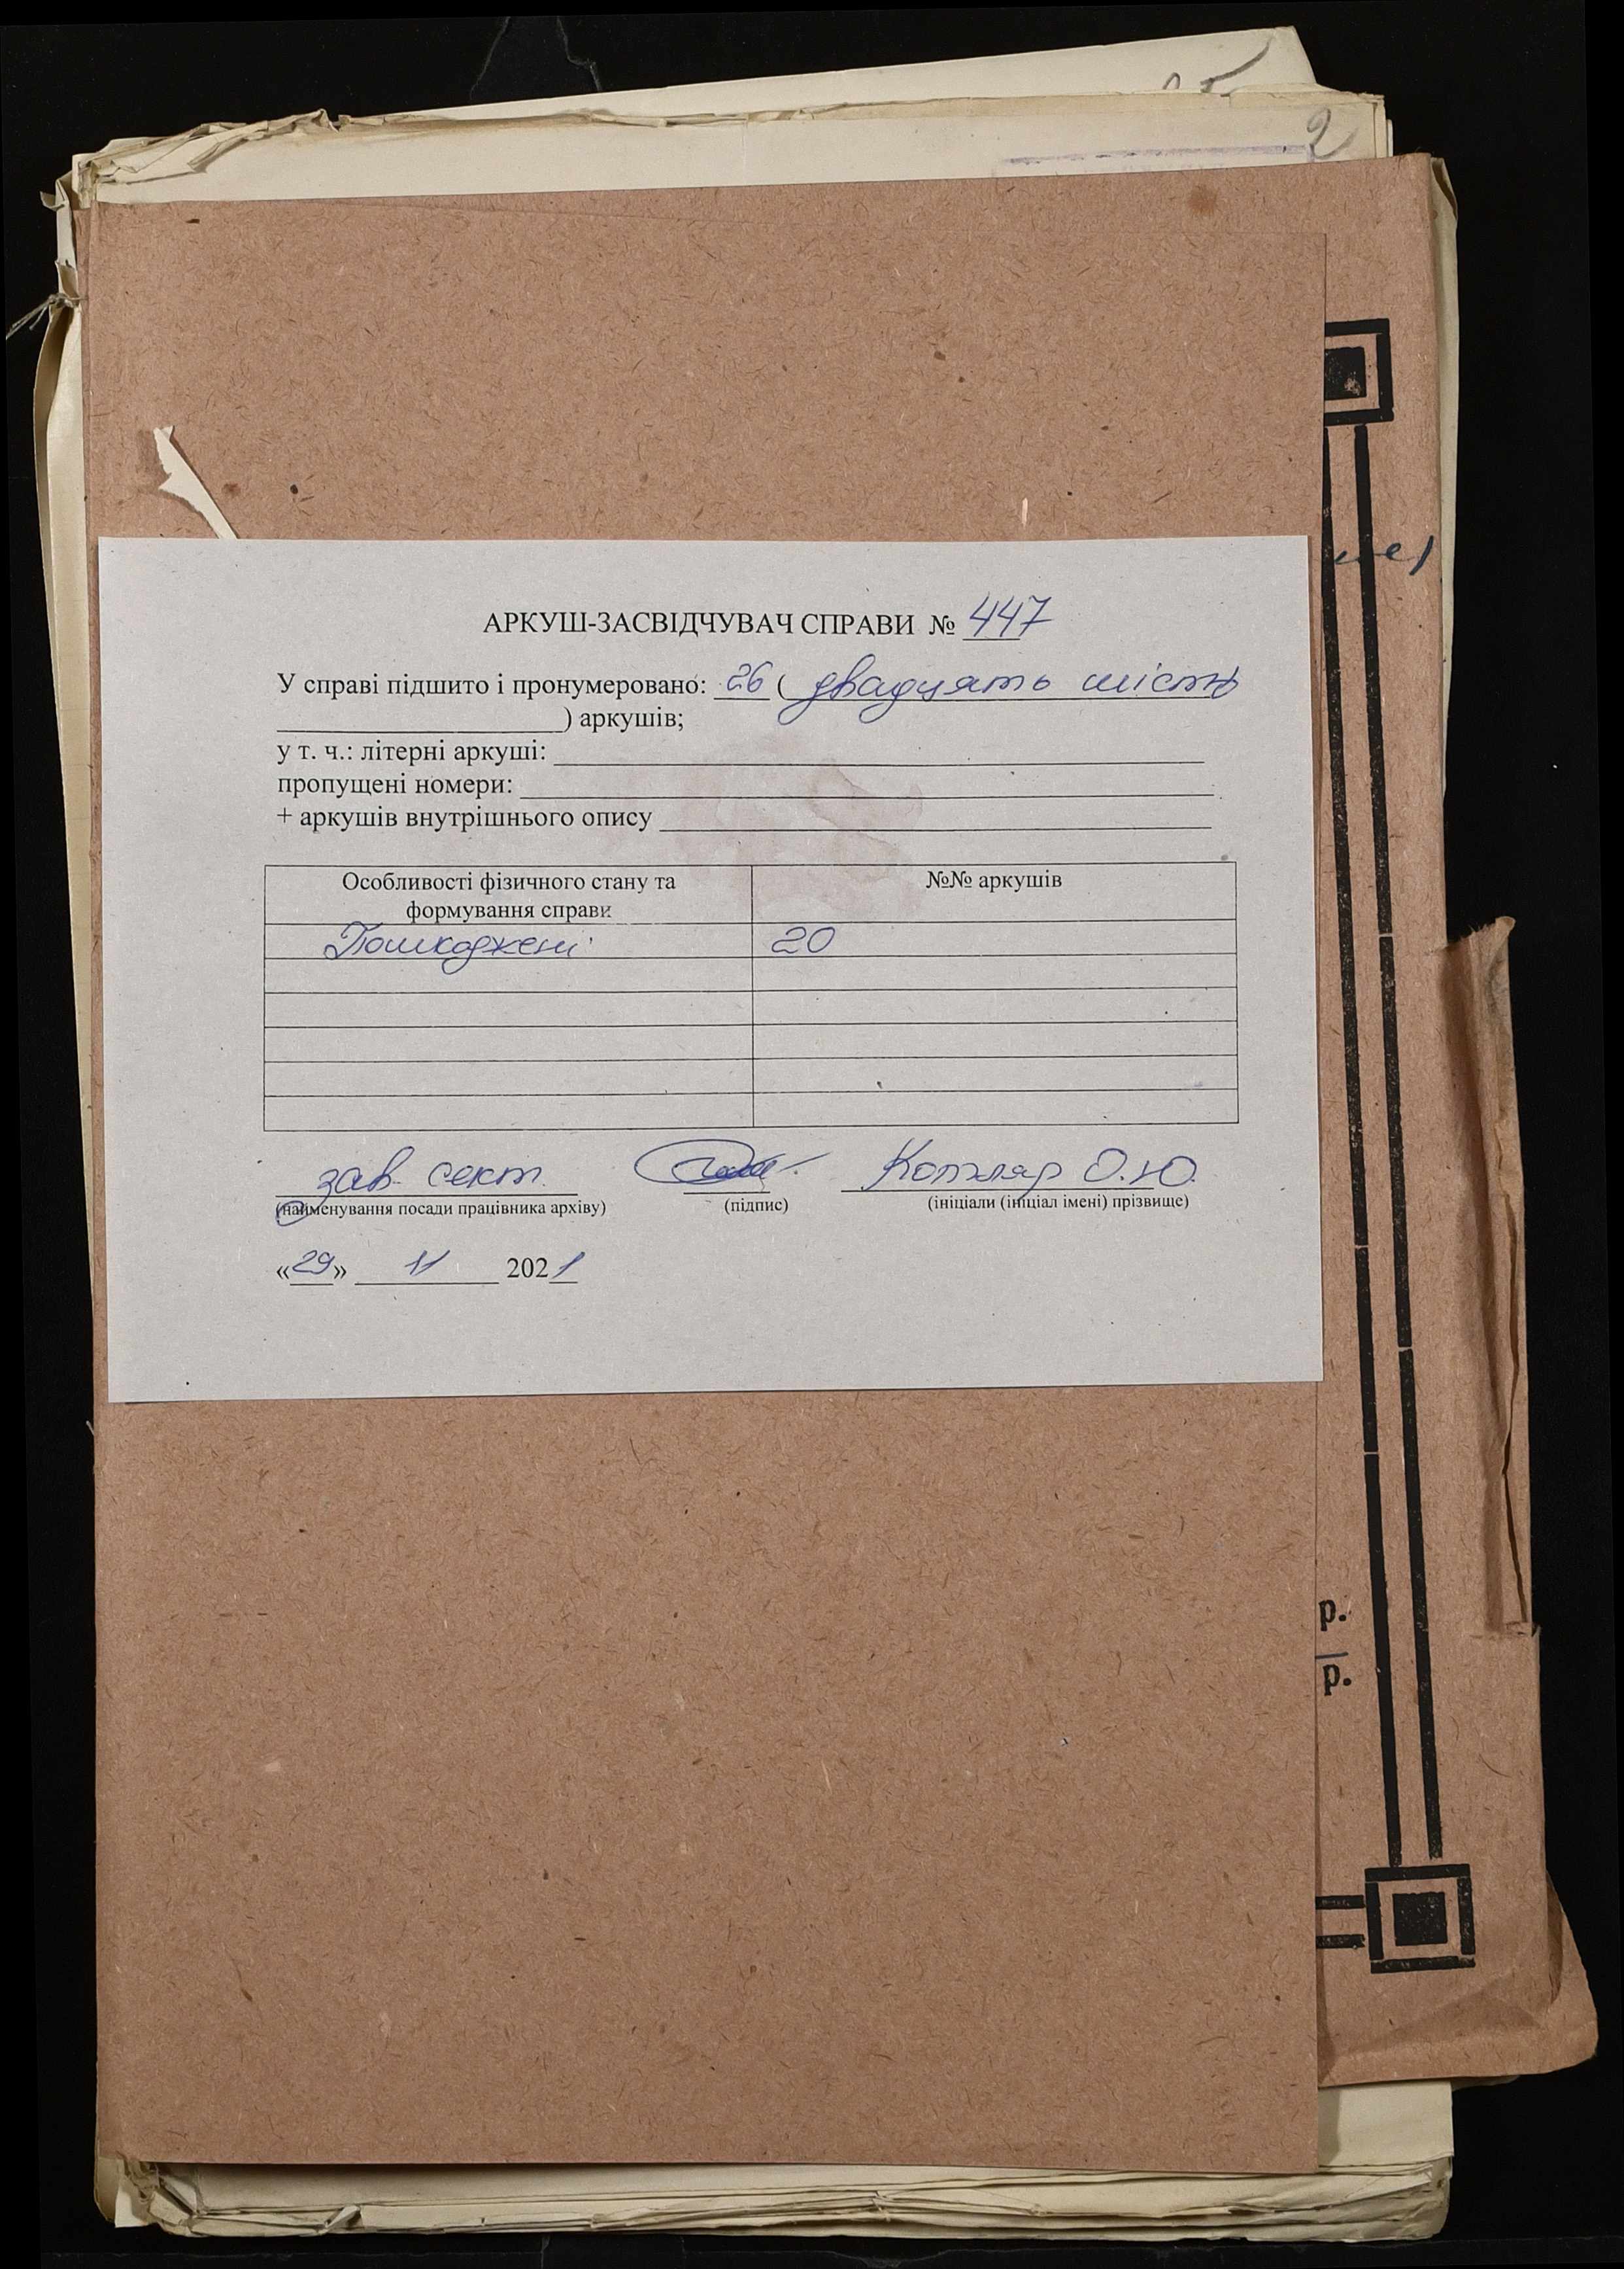 2
АРКУШ-ЗАСВІДЧУВАЧ СПРАВИ № 447
У справі підшито і пронумеровано: 26 ( двадцять шість
) аркушів;
у т. ч.: літерні аркуші:
пропущені номери:
+ аркушів внутрішнього опису
Особливості фізичного стану та формування справи
№№ аркушів
Пошкоджені
20
зав. сект.
Котляр О.Ю.
(найменування посади працівника архіву) (підпис) (ініціали (ініціал імені) прізвище)
«29» 11 2021
р.
р.